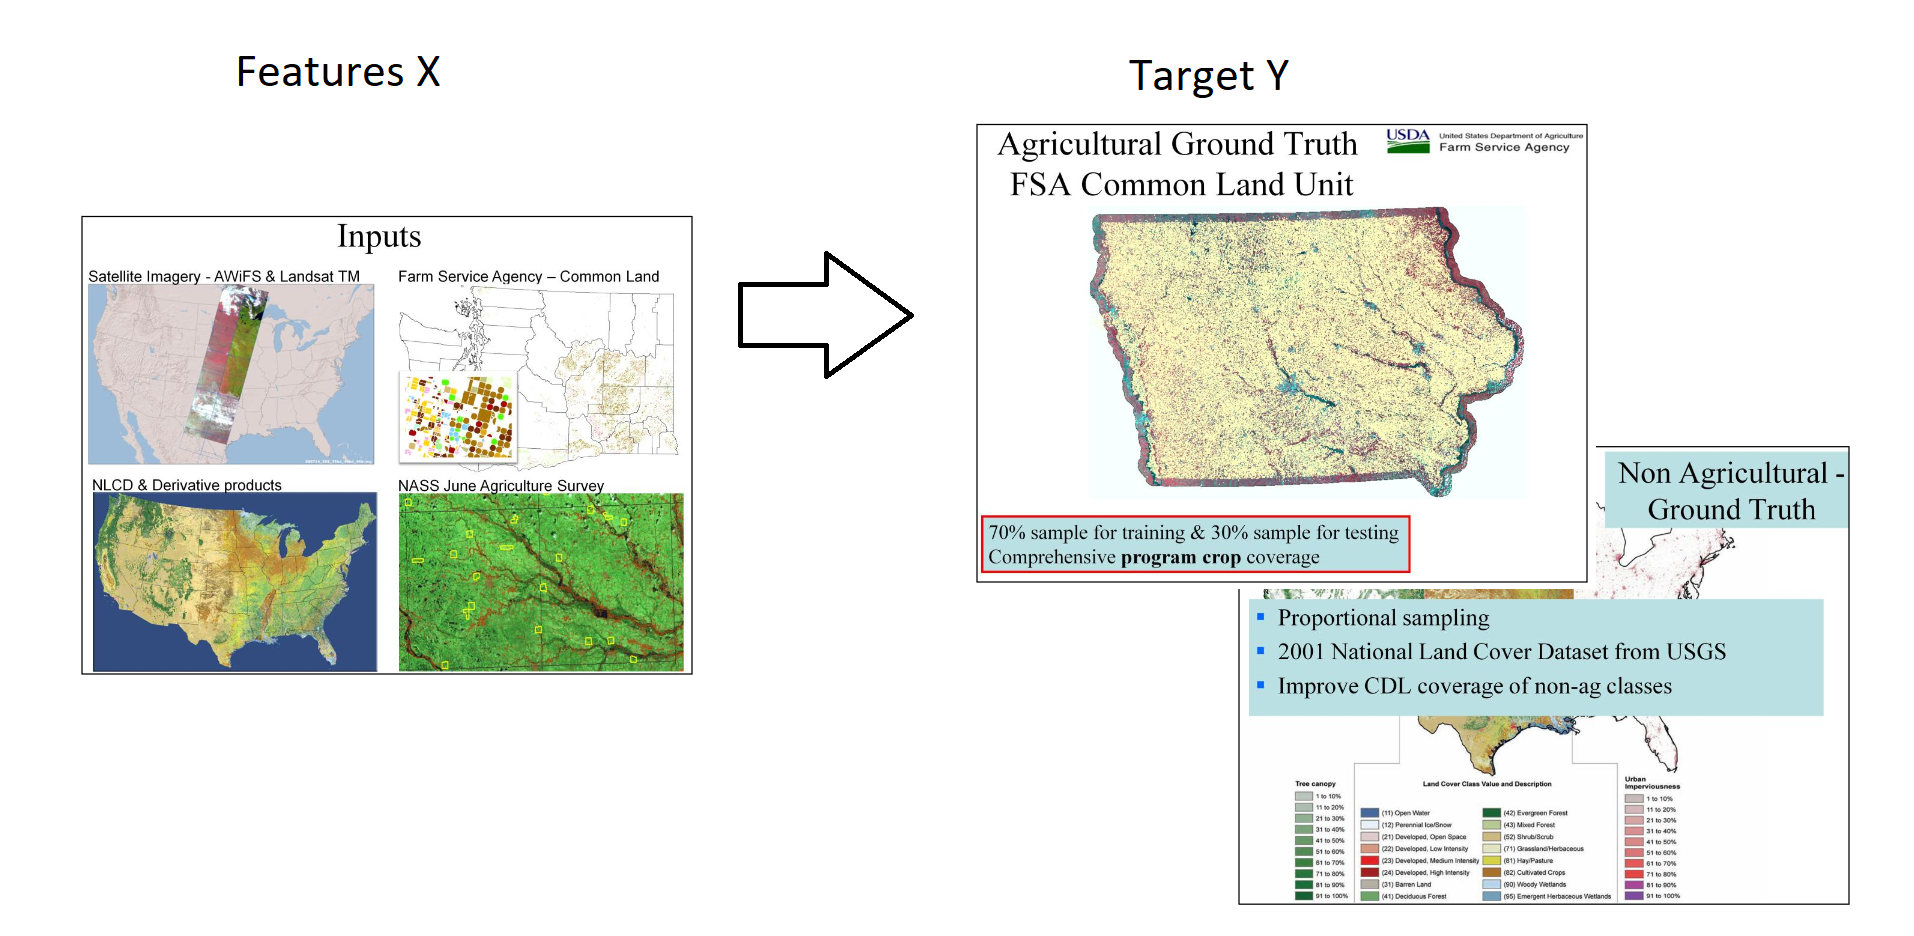 Features X
Target Y
Inputs
Satellite Imagery - AWiFS & Landsat TM
Farm Service Agency – Common Land
NLCD & Derivative products
NASS June Agriculture Survey
Agricultural Ground Truth
FSA Common Land Unit
USDA
United States Department of Agriculture
Farm Service Agency
70% sample for training & 30% sample for testing
Comprehensive program crop coverage
Non Agricultural -
Ground Truth
▪ Proportional sampling
▪ 2001 National Land Cover Dataset from USGS
▪ Improve CDL coverage of non-ag classes
Tree canopy
1 to 10%
11 to 20%
21 to 30%
31 to 40%
41 to 50%
51 to 60%
61 to 70%
71 to 80%
81 to 90%
91 to 100%
Land Cover Class Value and Description
(11) Open Water
(12) Perennial Ice/Snow
(21) Developed, Open Space
(22) Developed, Low Intensity
(23) Developed, Medium Intensity
(24) Developed, High Intensity
(31) Barren Land
(41) Deciduous Forest
(42) Evergreen Forest
(43) Mixed Forest
(52) Shrub/Scrub
(71) Grassland/Herbaceous
(81) Hay/Pasture
(82) Cultivated Crops
(90) Woody Wetlands
(95) Emergent Herbaceous Wetlands
Urban
Imperviousness
1 to 10%
11 to 20%
21 to 30%
31 to 40%
41 to 50%
51 to 60%
61 to 70%
71 to 80%
81 to 90%
91 to 100%